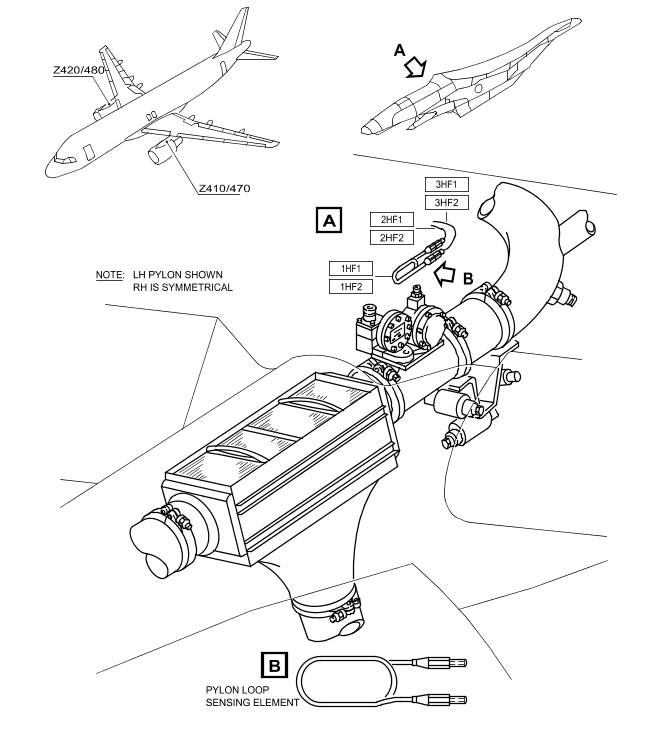 Z420/480
A
Z410/470
3HF1
3HF2
A
2HF1
2HF2
1HF1
1HF2
B
NOTE: LH PYLON SHOWN
RH IS SYMMETRICAL
B
PYLON LOOP
SENSING ELEMENT